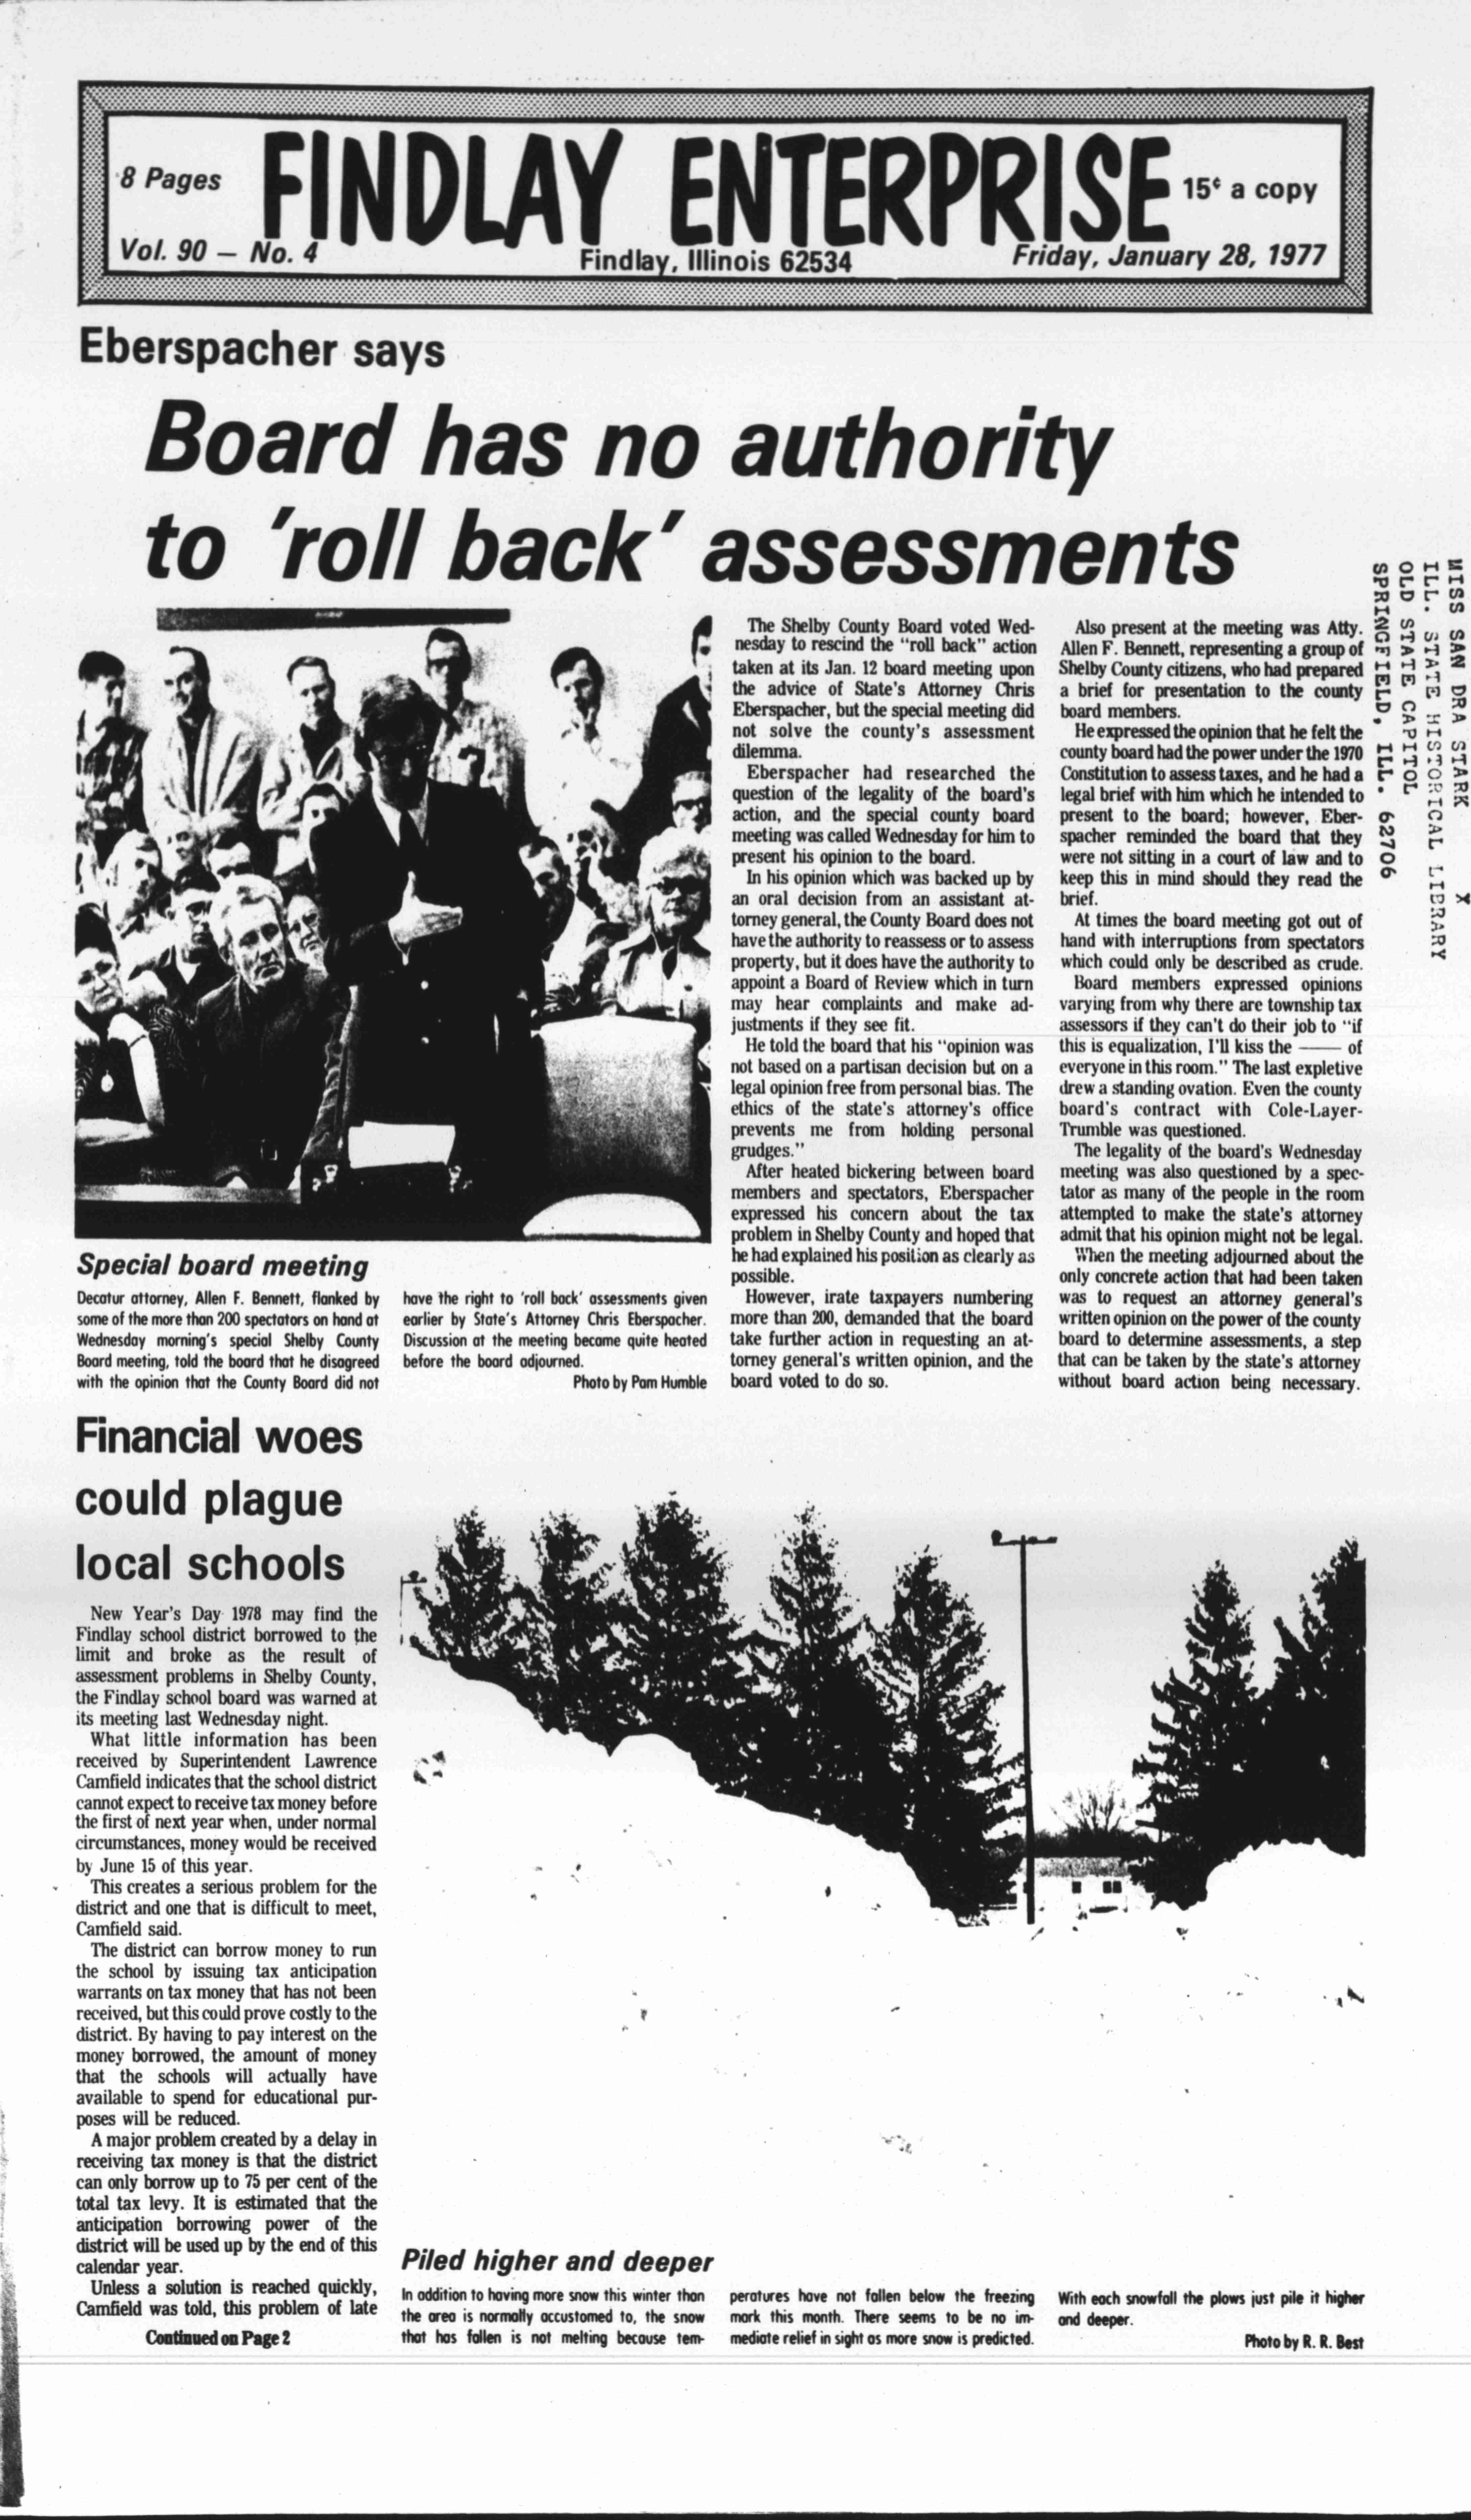 8 Pages
FINDLAY ENTERPRISE
15¢ a copy
Vol. 90 — No. 4
Findlay, Illinois 62534
Friday, January 28, 1977
Eberspacher says
Board has no authority
to 'roll back' assessments
MISS SAN DRA STARK X
ILL. STATE HISTORICAL LIBRARY
OLD STATE CAPITOL
SPRINGFIELD, ILL. 62706
Special board meeting
Decatur attorney, Allen F. Bennett, flanked by
some of the more than 200 spectators on hand at
Wednesday morning's special Shelby County
Board meeting, told the board that he disagreed
with the opinion that the County Board did not
have the right to 'roll back' assessments given
earlier by State's Attorney Chris Eberspacher.
Discussion at the meeting became quite heated
before the board adjourned.
Photo by Pam Humble
The Shelby County Board voted Wed-
nesday to rescind the "roll back" action
taken at its Jan. 12 board meeting upon
the advice of State's Attorney Chris
Eberspacher, but the special meeting did
not solve the county's assessment
dilemma.
Eberspacher had researched the
question of the legality of the board's
action, and the special county board
meeting was called Wednesday for him to
present his opinion to the board.
In his opinion which was backed up by
an oral decision from an assistant at-
torney general, the County Board does not
have the authority to reassess or to assess
property, but it does have the authority to
appoint a Board of Review which in turn
may hear complaints and make ad-
justments if they see fit.
He told the board that his "opinion was
not based on a partisan decision but on a
legal opinion free from personal bias. The
ethics of the state's attorney's office
prevents me from holding personal
grudges."
After heated bickering between board
members and spectators, Eberspacher
expressed his concern about the tax
problem in Shelby County and hoped that
he had explained his position as clearly as
possible.
However, irate taxpayers numbering
more than 200, demanded that the board
take further action in requesting an at-
torney general's written opinion, and the
board voted to do so.
Also present at the meeting was Atty.
Allen F. Bennett, representing a group of
Shelby County citizens, who had prepared
a brief for presentation to the county
board members.
He expressed the opinion that he felt the
county board had the power under the 1970
Constitution to assess taxes, and he had a
legal brief with him which he intended to
present to the board; however, Eber-
spacher reminded the board that they
were not sitting in a court of law and to
keep this in mind should they read the
brief.
At times the board meeting got out of
hand with interruptions from spectators
which could only be described as crude.
Board members expressed opinions
varying from why there are township tax
assessors if they can't do their job to "if
this is equalization, I'll kiss the —— of
everyone in this room." The last expletive
drew a standing ovation. Even the county
board's contract with Cole-Layer-
Trumble was questioned.
The legality of the board's Wednesday
meeting was also questioned by a spec-
tator as many of the people in the room
attempted to make the state's attorney
admit that his opinion might not be legal.
When the meeting adjourned about the
only concrete action that had been taken
was to request an attorney general's
written opinion on the power of the county
board to determine assessments, a step
that can be taken by the state's attorney
without board action being necessary.
Financial woes
could plague
local schools
New Year's Day 1978 may find the
Findlay school district borrowed to the
limit and broke as the result of
assessment problems in Shelby County,
the Findlay school board was warned at
its meeting last Wednesday night.
What little information has been
received by Superintendent Lawrence
Camfield indicates that the school district
cannot expect to receive tax money before
the first of next year when, under normal
circumstances, money would be received
by June 15 of this year.
This creates a serious problem for the
district and one that is difficult to meet,
Camfield said.
The district can borrow money to run
the school by issuing tax anticipation
warrants on tax money that has not been
received, but this could prove costly to the
district. By having to pay interest on the
money borrowed, the amount of money
that the schools will actually have
available to spend for educational pur-
poses will be reduced.
A major problem created by a delay in
receiving tax money is that the district
can only borrow up to 75 per cent of the
total tax levy. It is estimated that the
anticipation borrowing power of the
district will be used up by the end of this
calendar year.
Unless a solution is reached quickly,
Camfield was told, this problem of late
Continued on Page 2
Piled higher and deeper
In addition to having more snow this winter than
the area is normally accustomed to, the snow
that has fallen is not melting because tem-
peratures have not fallen below the freezing
mark this month. There seems to be no im-
mediate relief in sight as more snow is predicted.
With each snowfall the plows just pile it higher
and deeper.
Photo by R. R. Best